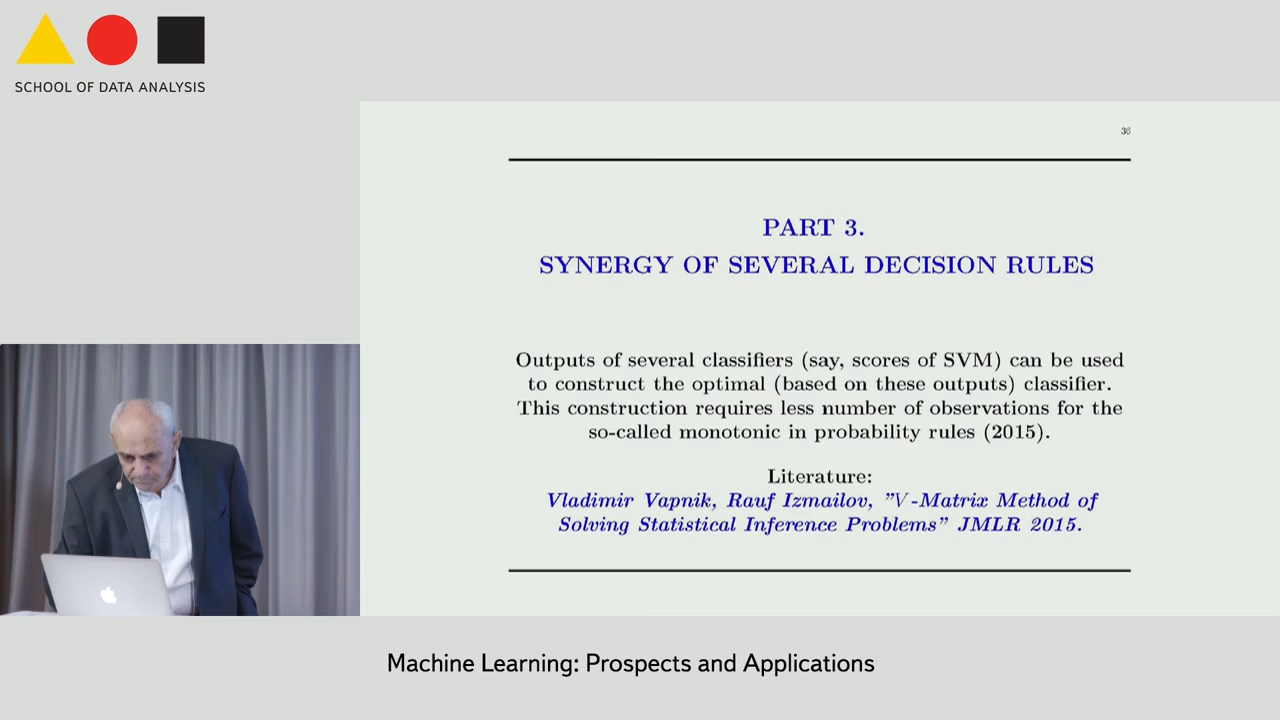 SCHOOL OF DATA ANALYSIS
36
PART 3.
SYNERGY OF SEVERAL DECISION RULES
Outputs of several classifiers (say, scores of SVM) can be used
to construct the optimal (based on these outputs) classifier.
This construction requires less number of observations for the
so-called monotonic in probability rules (2015).
Literature:
Vladimir Vapnik, Rauf Izmailov, ”V-Matrix Method of
Solving Statistical Inference Problems” JMLR 2015.
Machine Learning: Prospects and Applications